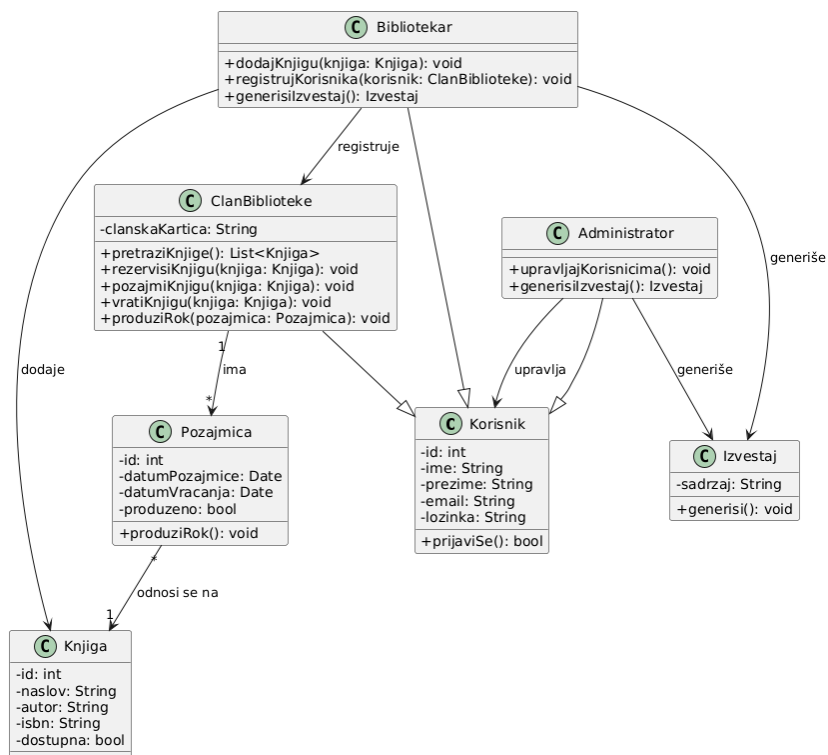 C Bibliotekar
+dodajKnjigu(knjiga: Knjiga): void
+registrujKorisnika(korisnik: ClanBiblioteke): void
+generisiIzvestaj(): Izvestaj
registruje
C ClanBiblioteke
-clanskaKartica: String
+pretraziKnjige(): List<Knjiga>
+rezervisiKnjigu(knjiga: Knjiga): void
+pozajmiKnjigu(knjiga: Knjiga): void
+vratiKnjigu(knjiga: Knjiga): void
+produziRok(pozajmica: Pozajmica): void
C Administrator
+upravljajKorisnicima(): void
+generisiIzvestaj(): Izvestaj
generiše
dodaje
1
ima
*
upravlja
generiše
C Pozajmica
-id: int
-datumPozajmice: Date
-datumVracanja: Date
-produzeno: bool
+produziRok(): void
C Korisnik
-id: int
-ime: String
-prezime: String
-email: String
-lozinka: String
+prijaviSe(): bool
C Izvestaj
-sadrzaj: String
+generisi(): void
*
odnosi se na
1
C Knjiga
-id: int
-naslov: String
-autor: String
-isbn: String
-dostupna: bool